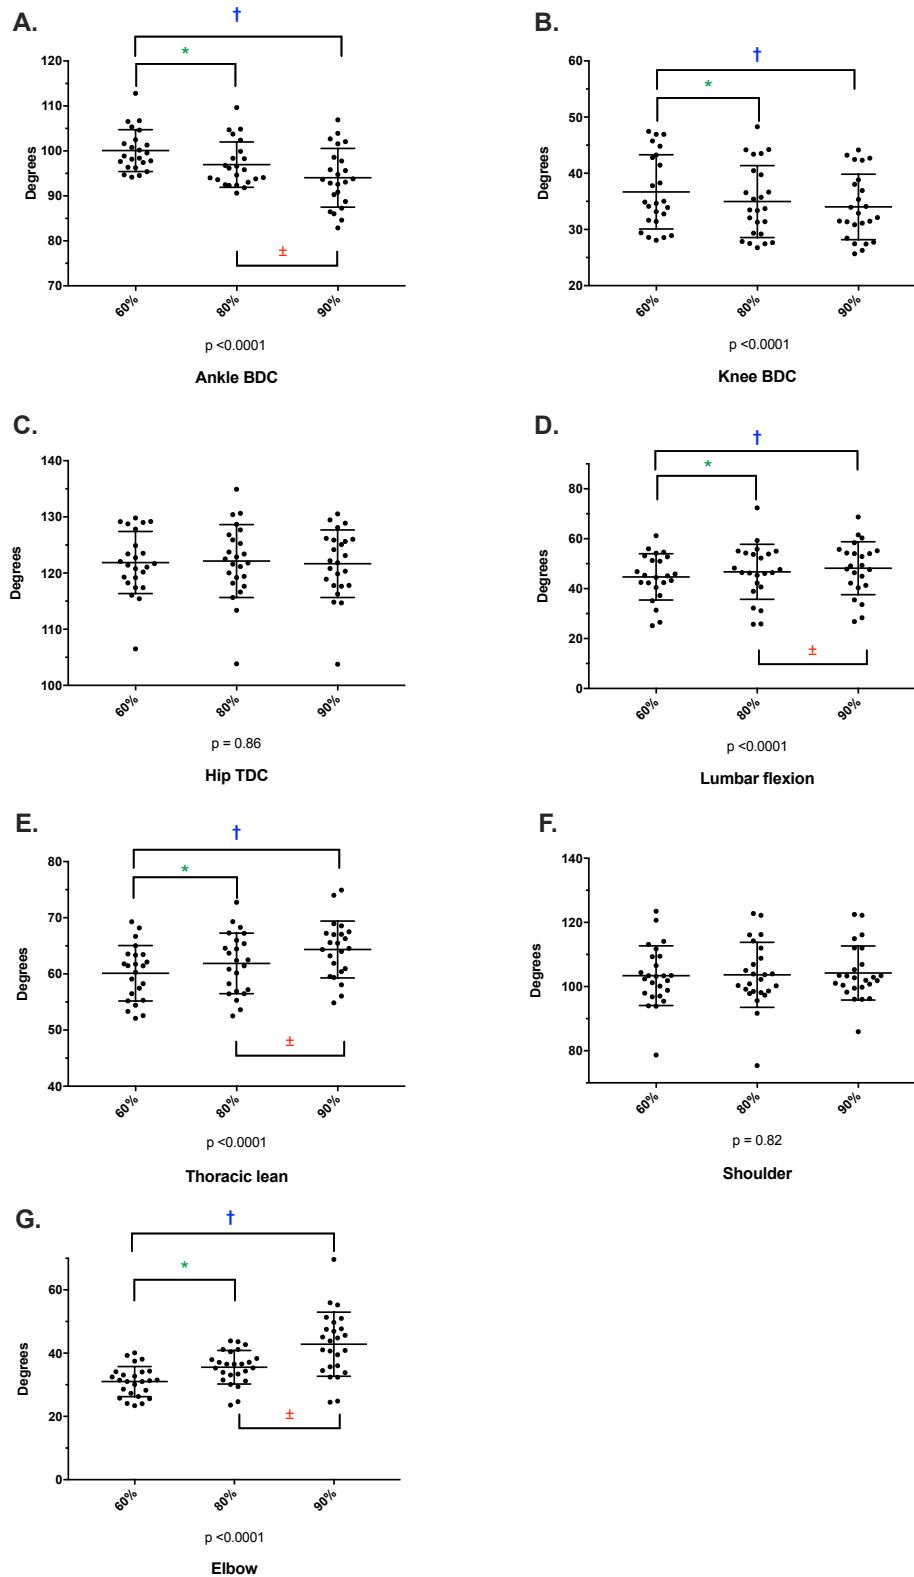 A.
†
*
120
110
100
90
80
70
Degrees
±
60%
80%
90%
p <0.0001
Ankle BDC
B.
†
*
60
50
40
30
20
Degrees
60%
80%
90%
p <0.0001
Knee BDC
C.
140
130
120
110
100
Degrees
60%
80%
90%
p = 0.86
Hip TDC
D.
†
*
80
60
40
20
0
Degrees
±
60%
80%
90%
p <0.0001
Lumbar flexion
E.
†
*
80
70
60
50
40
Degrees
±
60%
80%
90%
p <0.0001
Thoracic lean
F.
140
120
100
80
Degrees
60%
80%
90%
p = 0.82
Shoulder
G.
†
*
60
40
20
0
Degrees
±
60%
80%
90%
p <0.0001
Elbow